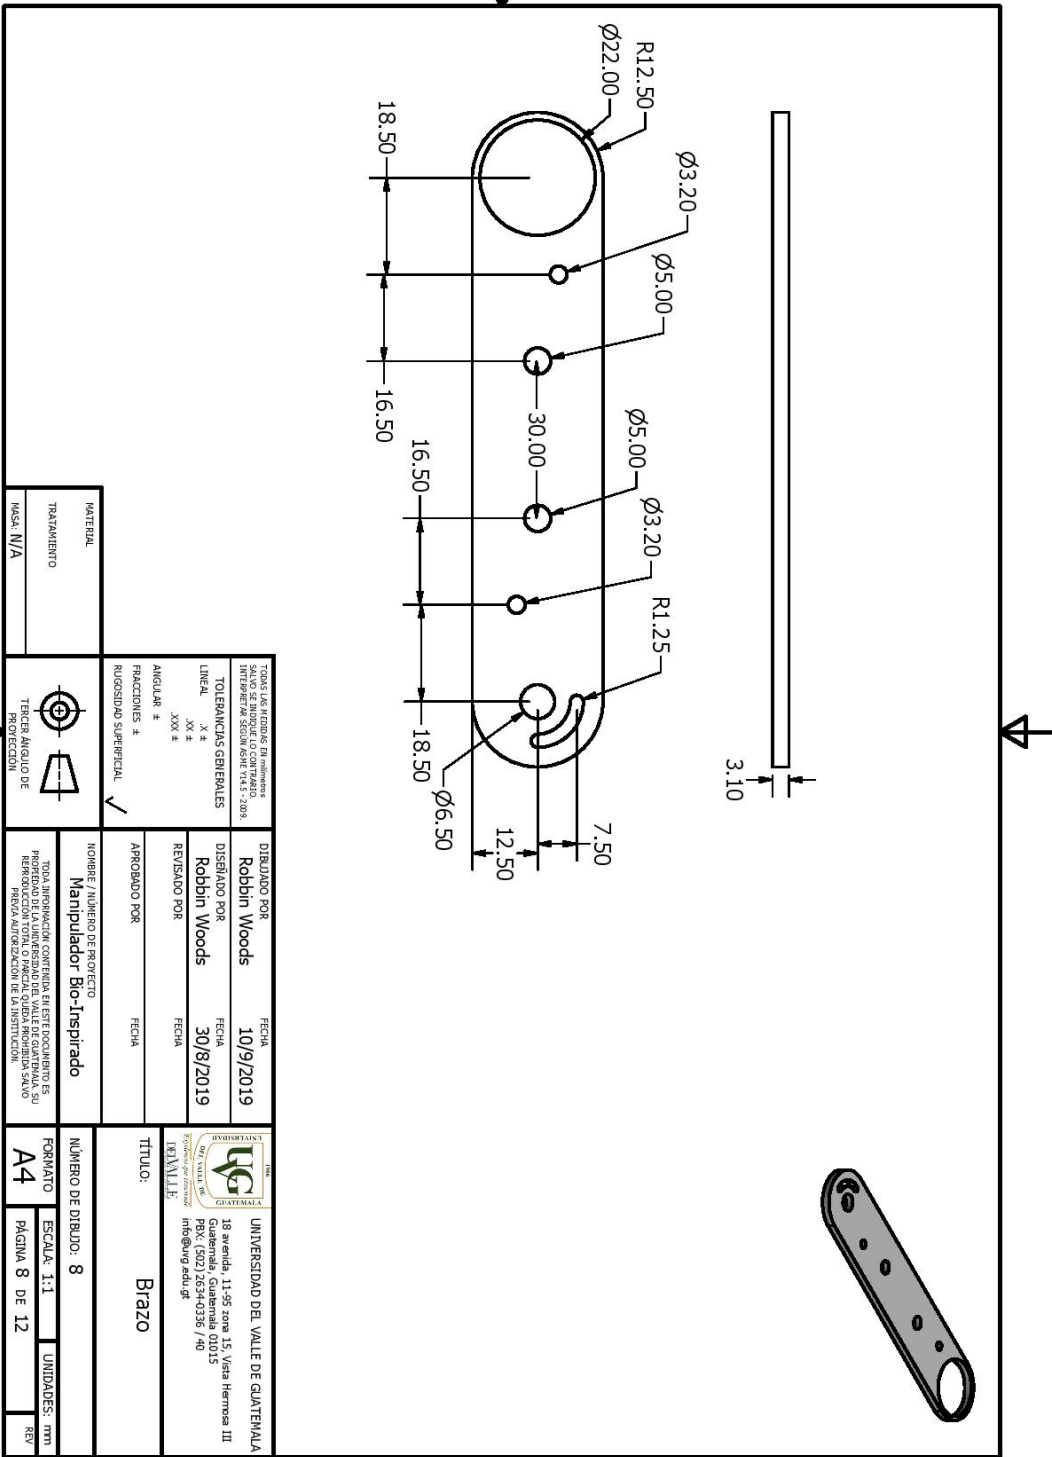 R12.50
Ø22.00
Ø3.20
Ø5.00
Ø5.00
Ø3.20
R1.25
18.50
16.50
30.00
16.50
18.50
Ø6.50
7.50
12.50
3.10
MATERIAL
TRATAMIENTO
MASA: N/A
TODAS LAS MEDIDAS EN milímetros
SALVO SE INDIQUE LO CONTRARIO.
INTERPRETAR SEGÚN ASME Y14.5 - 2009.
TOLERANCIAS GENERALES
LINEAL .X ±
.XX ±
.XXX ±
ANGULAR ±
FRACCIONES ±
RUGOSIDAD SUPERFICIAL
TERCER ÁNGULO DE
PROYECCIÓN
DIBUJADO POR FECHA
Robbin Woods 10/9/2019
DISEÑADO POR FECHA
Robbin Woods 30/8/2019
REVISADO POR FECHA
APROBADO POR FECHA
NOMBRE / NÚMERO DE PROYECTO
Manipulador Bio-Inspirado
TODA INFORMACIÓN CONTENIDA EN ESTE DOCUMENTO ES
PROPIEDAD DE LA UNIVERSIDAD DEL VALLE DE GUATEMALA. SU
REPRODUCCIÓN TOTAL O PARCIAL QUEDA PROHIBIDA SALVO
PREVIA AUTORIZACIÓN DE LA INSTITUCIÓN.
1966
UVG
UNIVERSIDAD
DEL VALLE DE
GUATEMALA
DEL VALLE
UNIVERSIDAD DEL VALLE DE GUATEMALA
18 avenida, 11-95 zona 15, Vista Hermosa III
Guatemala, Guatemala 01015
PBX: (502) 2634-0336 / 40
info@uvg.edu.gt
TÍTULO:
Brazo
NÚMERO DE DIBUJO: 8
FORMATO
A4
ESCALA: 1:1
UNIDADES: mm
PÁGINA 8 DE 12
REV